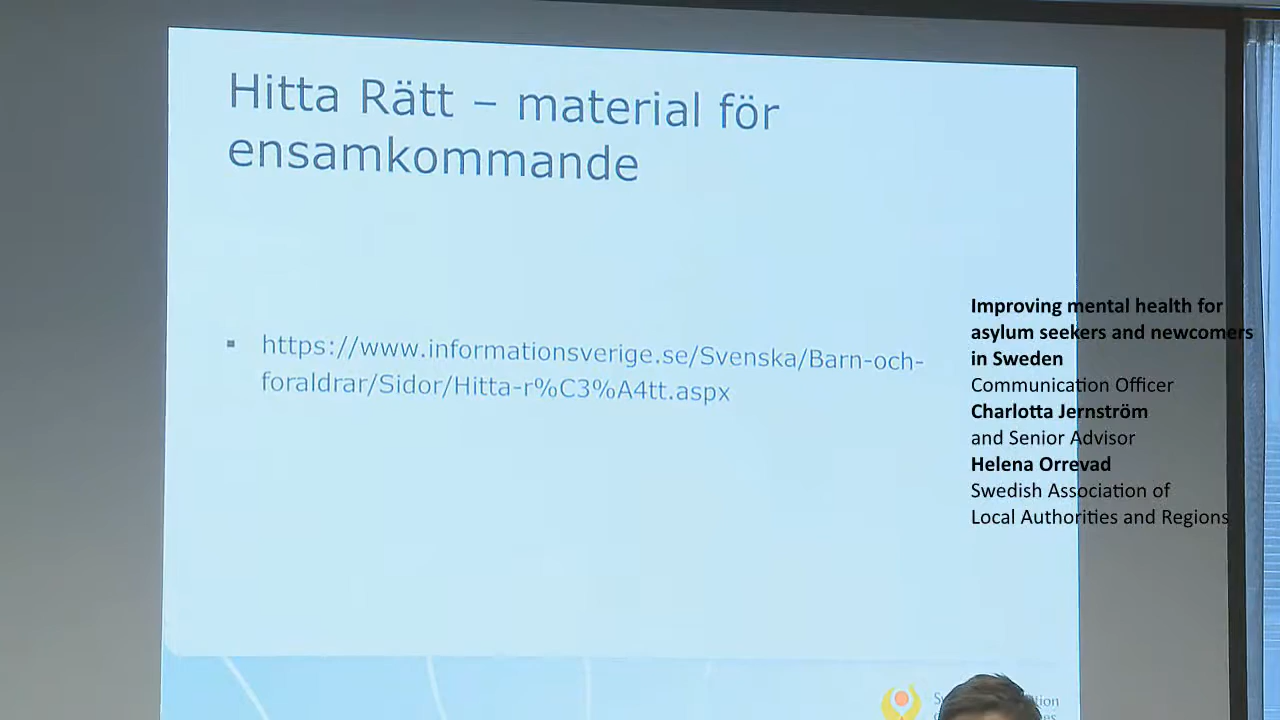 Hitta Rätt – material för
ensamkommande
▪ https://www.informationsverige.se/Svenska/Barn-och-
foraldrar/Sidor/Hitta-r%C3%A4tt.aspx
Improving mental health for
asylum seekers and newcomers
in Sweden
Communication Officer
Charlotta Jernström
and Senior Advisor
Helena Orrevad
Swedish Association of
Local Authorities and Regions